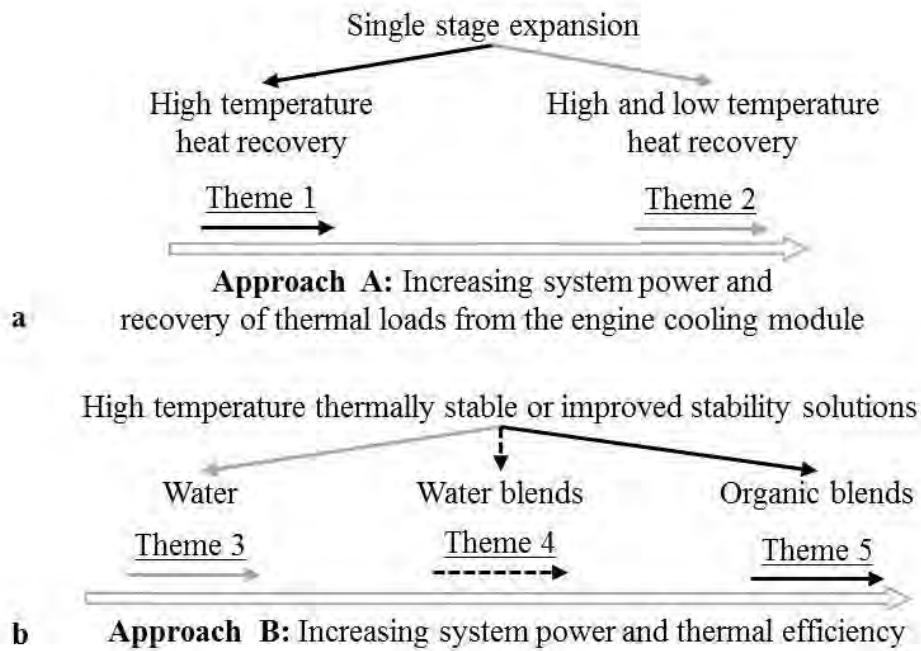 Single stage expansion
High temperature
heat recovery
High and low temperature
heat recovery
Theme 1
Theme 2
Approach A: Increasing system power and
recovery of thermal loads from the engine cooling module
a
High temperature thermally stable or improved stability solutions
Water
Water blends
Organic blends
Theme 3
Theme 4
Theme 5
b
Approach B: Increasing system power and thermal efficiency